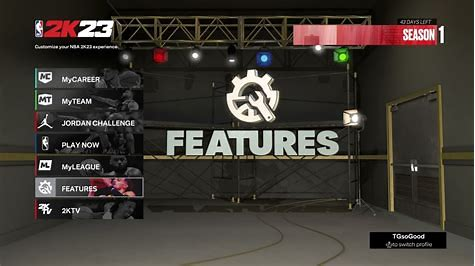 2K23
42 DAYS LEFT
SEASON 1
Customize your NBA 2K23 experience.
MC MyCAREER
MT MyTEAM
JORDAN CHALLENGE
PLAY NOW
ML MyLEAGUE
FEATURES
2KTV
FEATURES
TGsoGood
to switch profile